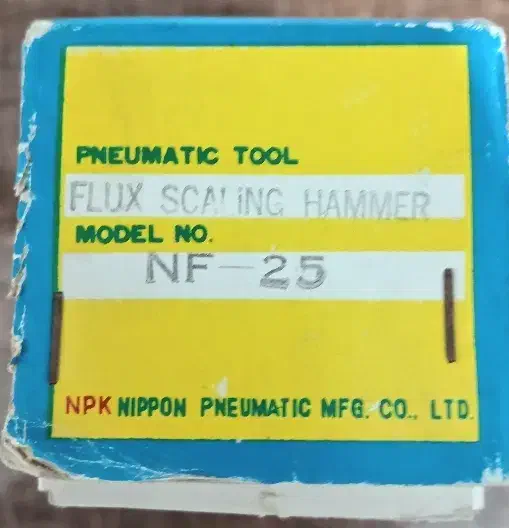 PNEUMATIC TOOL
FLUX SCALING HAMMER
MODEL NO.
NF-25
NPK NIPPON PNEUMATIC MFG. CO., LTD.